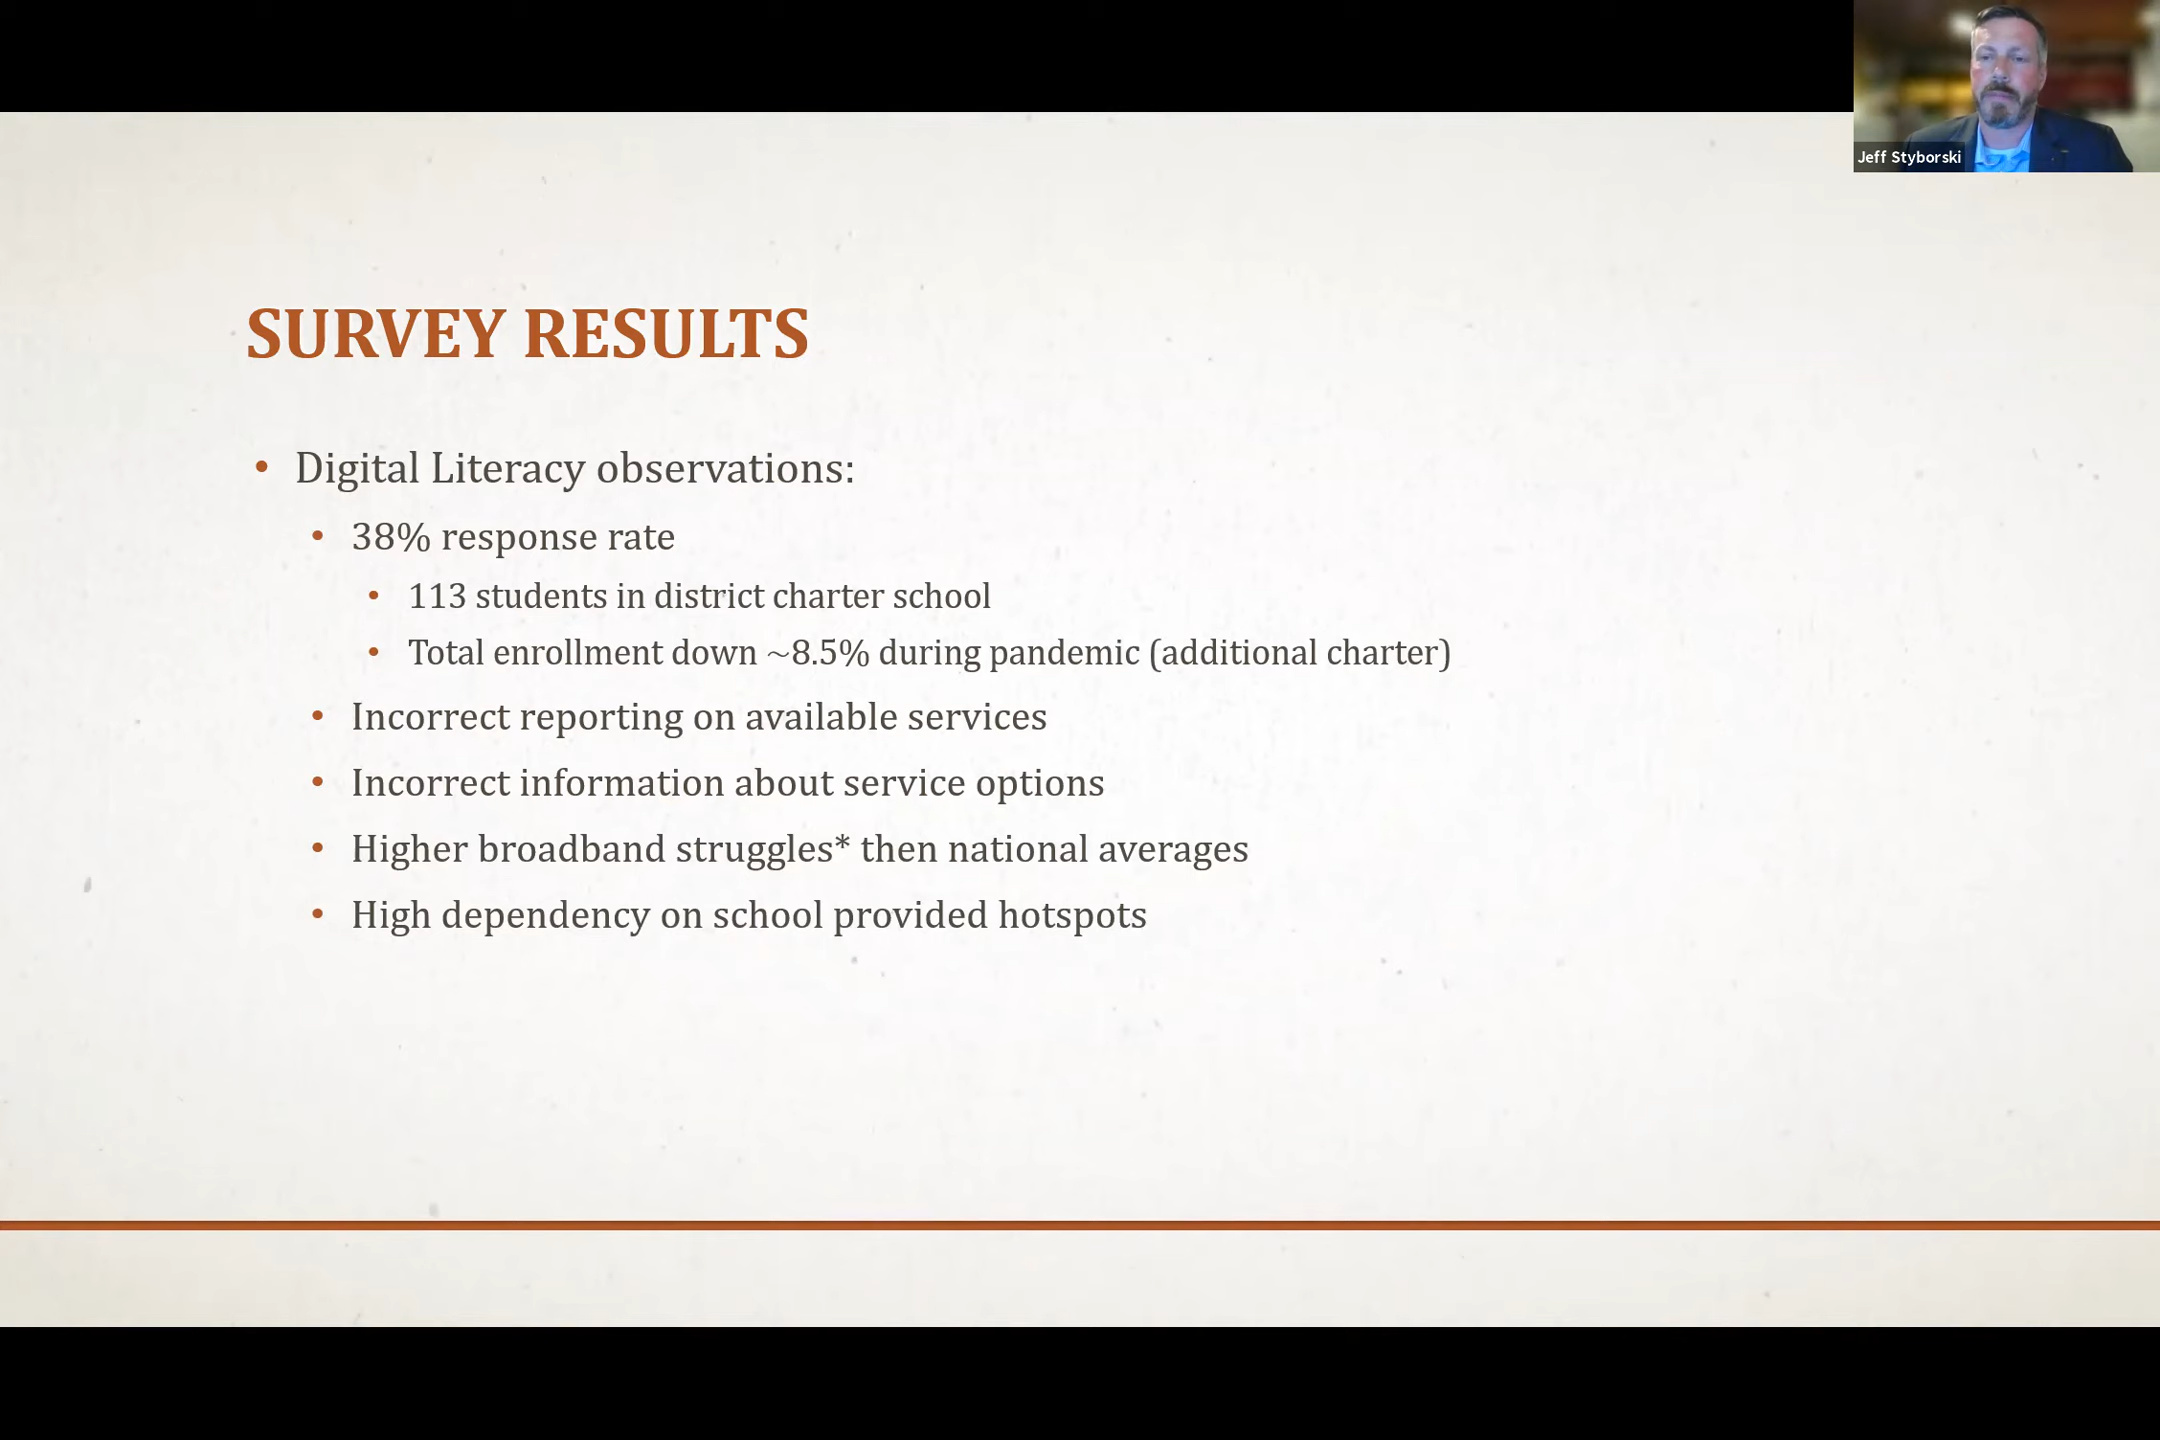 Jeff Styborski
SURVEY RESULTS
• Digital Literacy observations:
• 38% response rate
• 113 students in district charter school
• Total enrollment down ~8.5% during pandemic (additional charter)
• Incorrect reporting on available services
• Incorrect information about service options
• Higher broadband struggles* then national averages
• High dependency on school provided hotspots